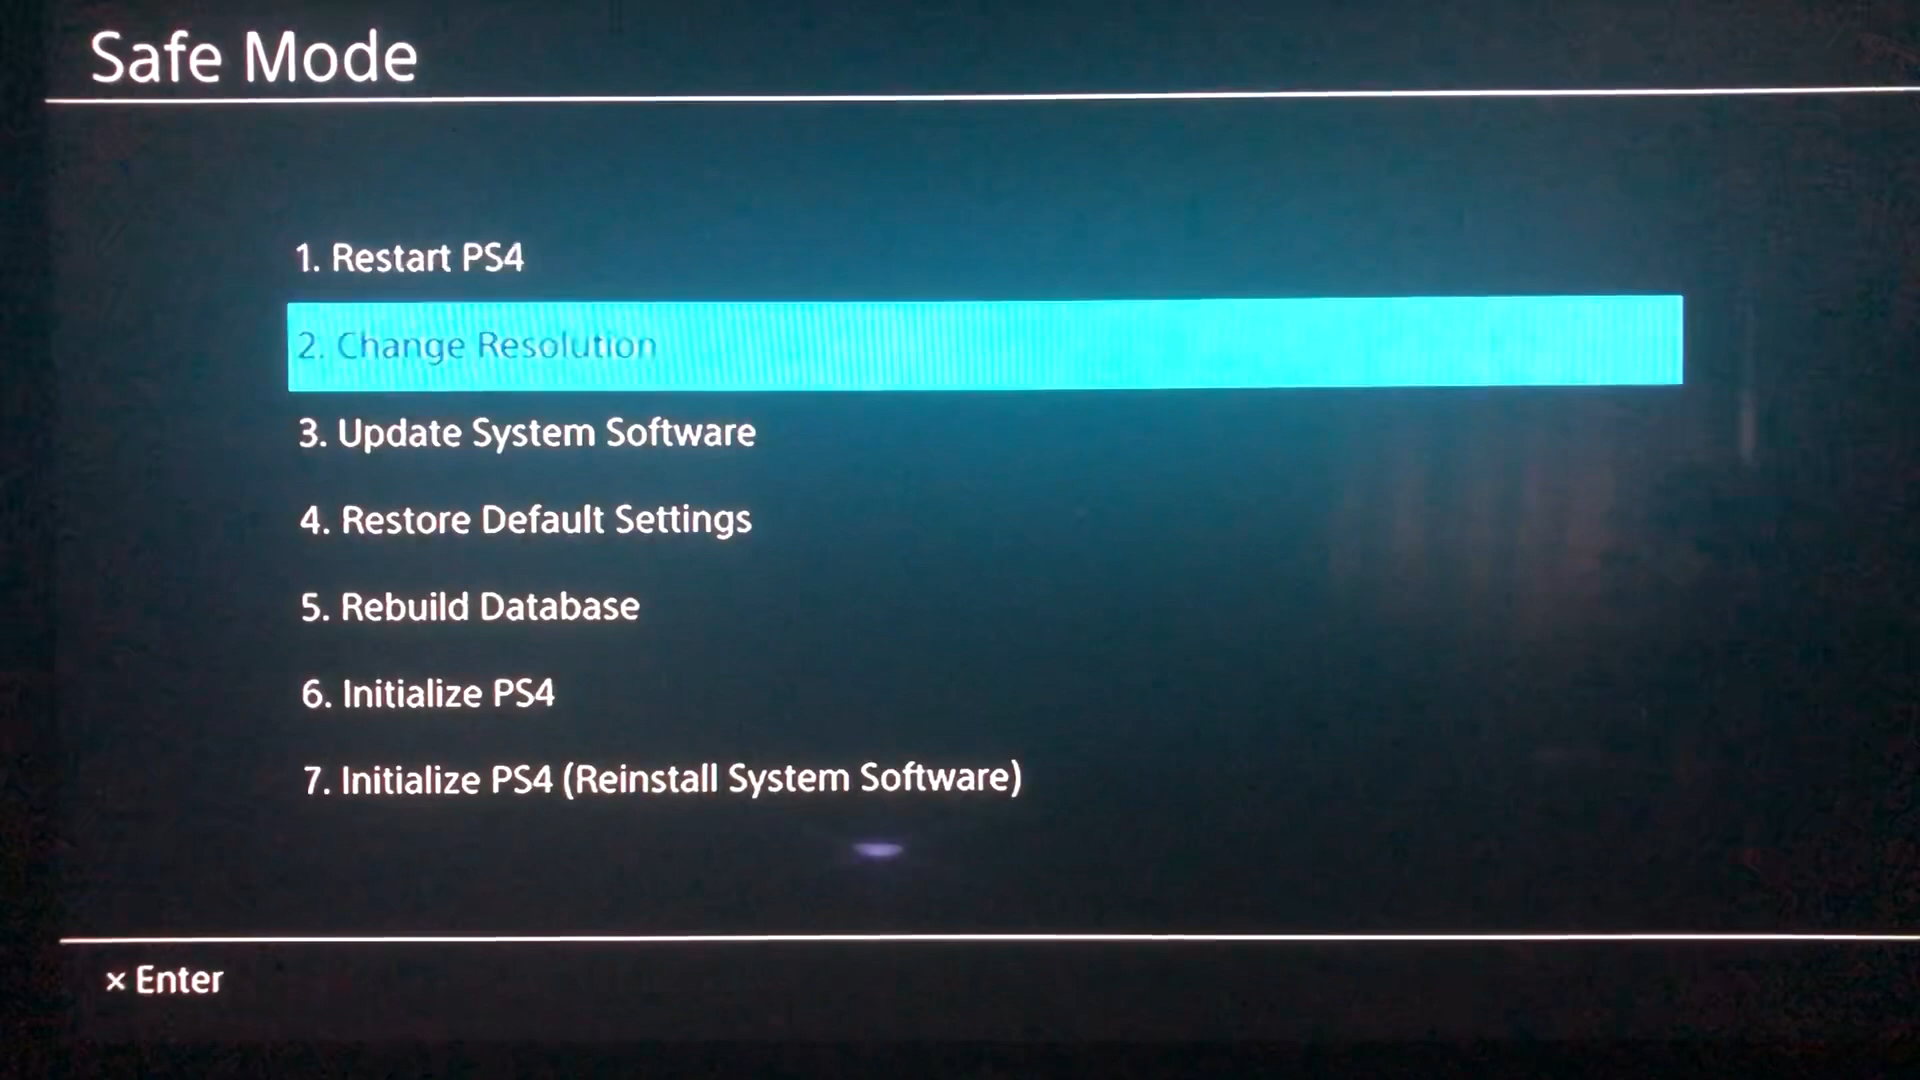 Safe Mode
1. Restart PS4
2. Change Resolution
3. Update System Software
4. Restore Default Settings
5. Rebuild Database
6. Initialize PS4
7. Initialize PS4 (Reinstall System Software)
× Enter